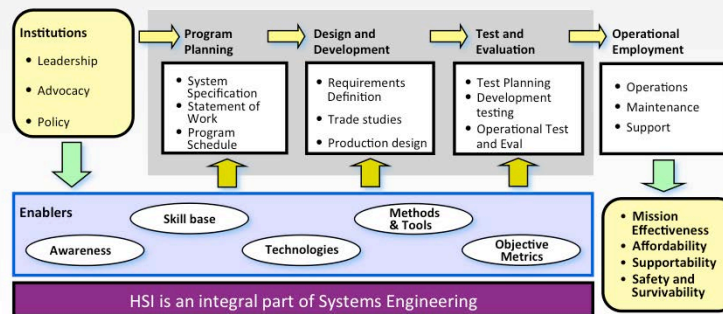 Institutions
• Leadership
• Advocacy
• Policy
Program
Planning
• System
Specification
• Statement of
Work
• Program
Schedule
Design and
Development
• Requirements
Definition
• Trade studies
• Production design
Test and
Evaluation
• Test Planning
• Development
testing
• Operational Test
and Eval
Operational
Employment
• Operations
• Maintenance
• Support
Enablers
Awareness
Skill base
Technologies
Methods
& Tools
Objective
Metrics
• Mission
Effectiveness
• Affordability
• Supportability
• Safety and
Survivability
HSI is an integral part of Systems Engineering